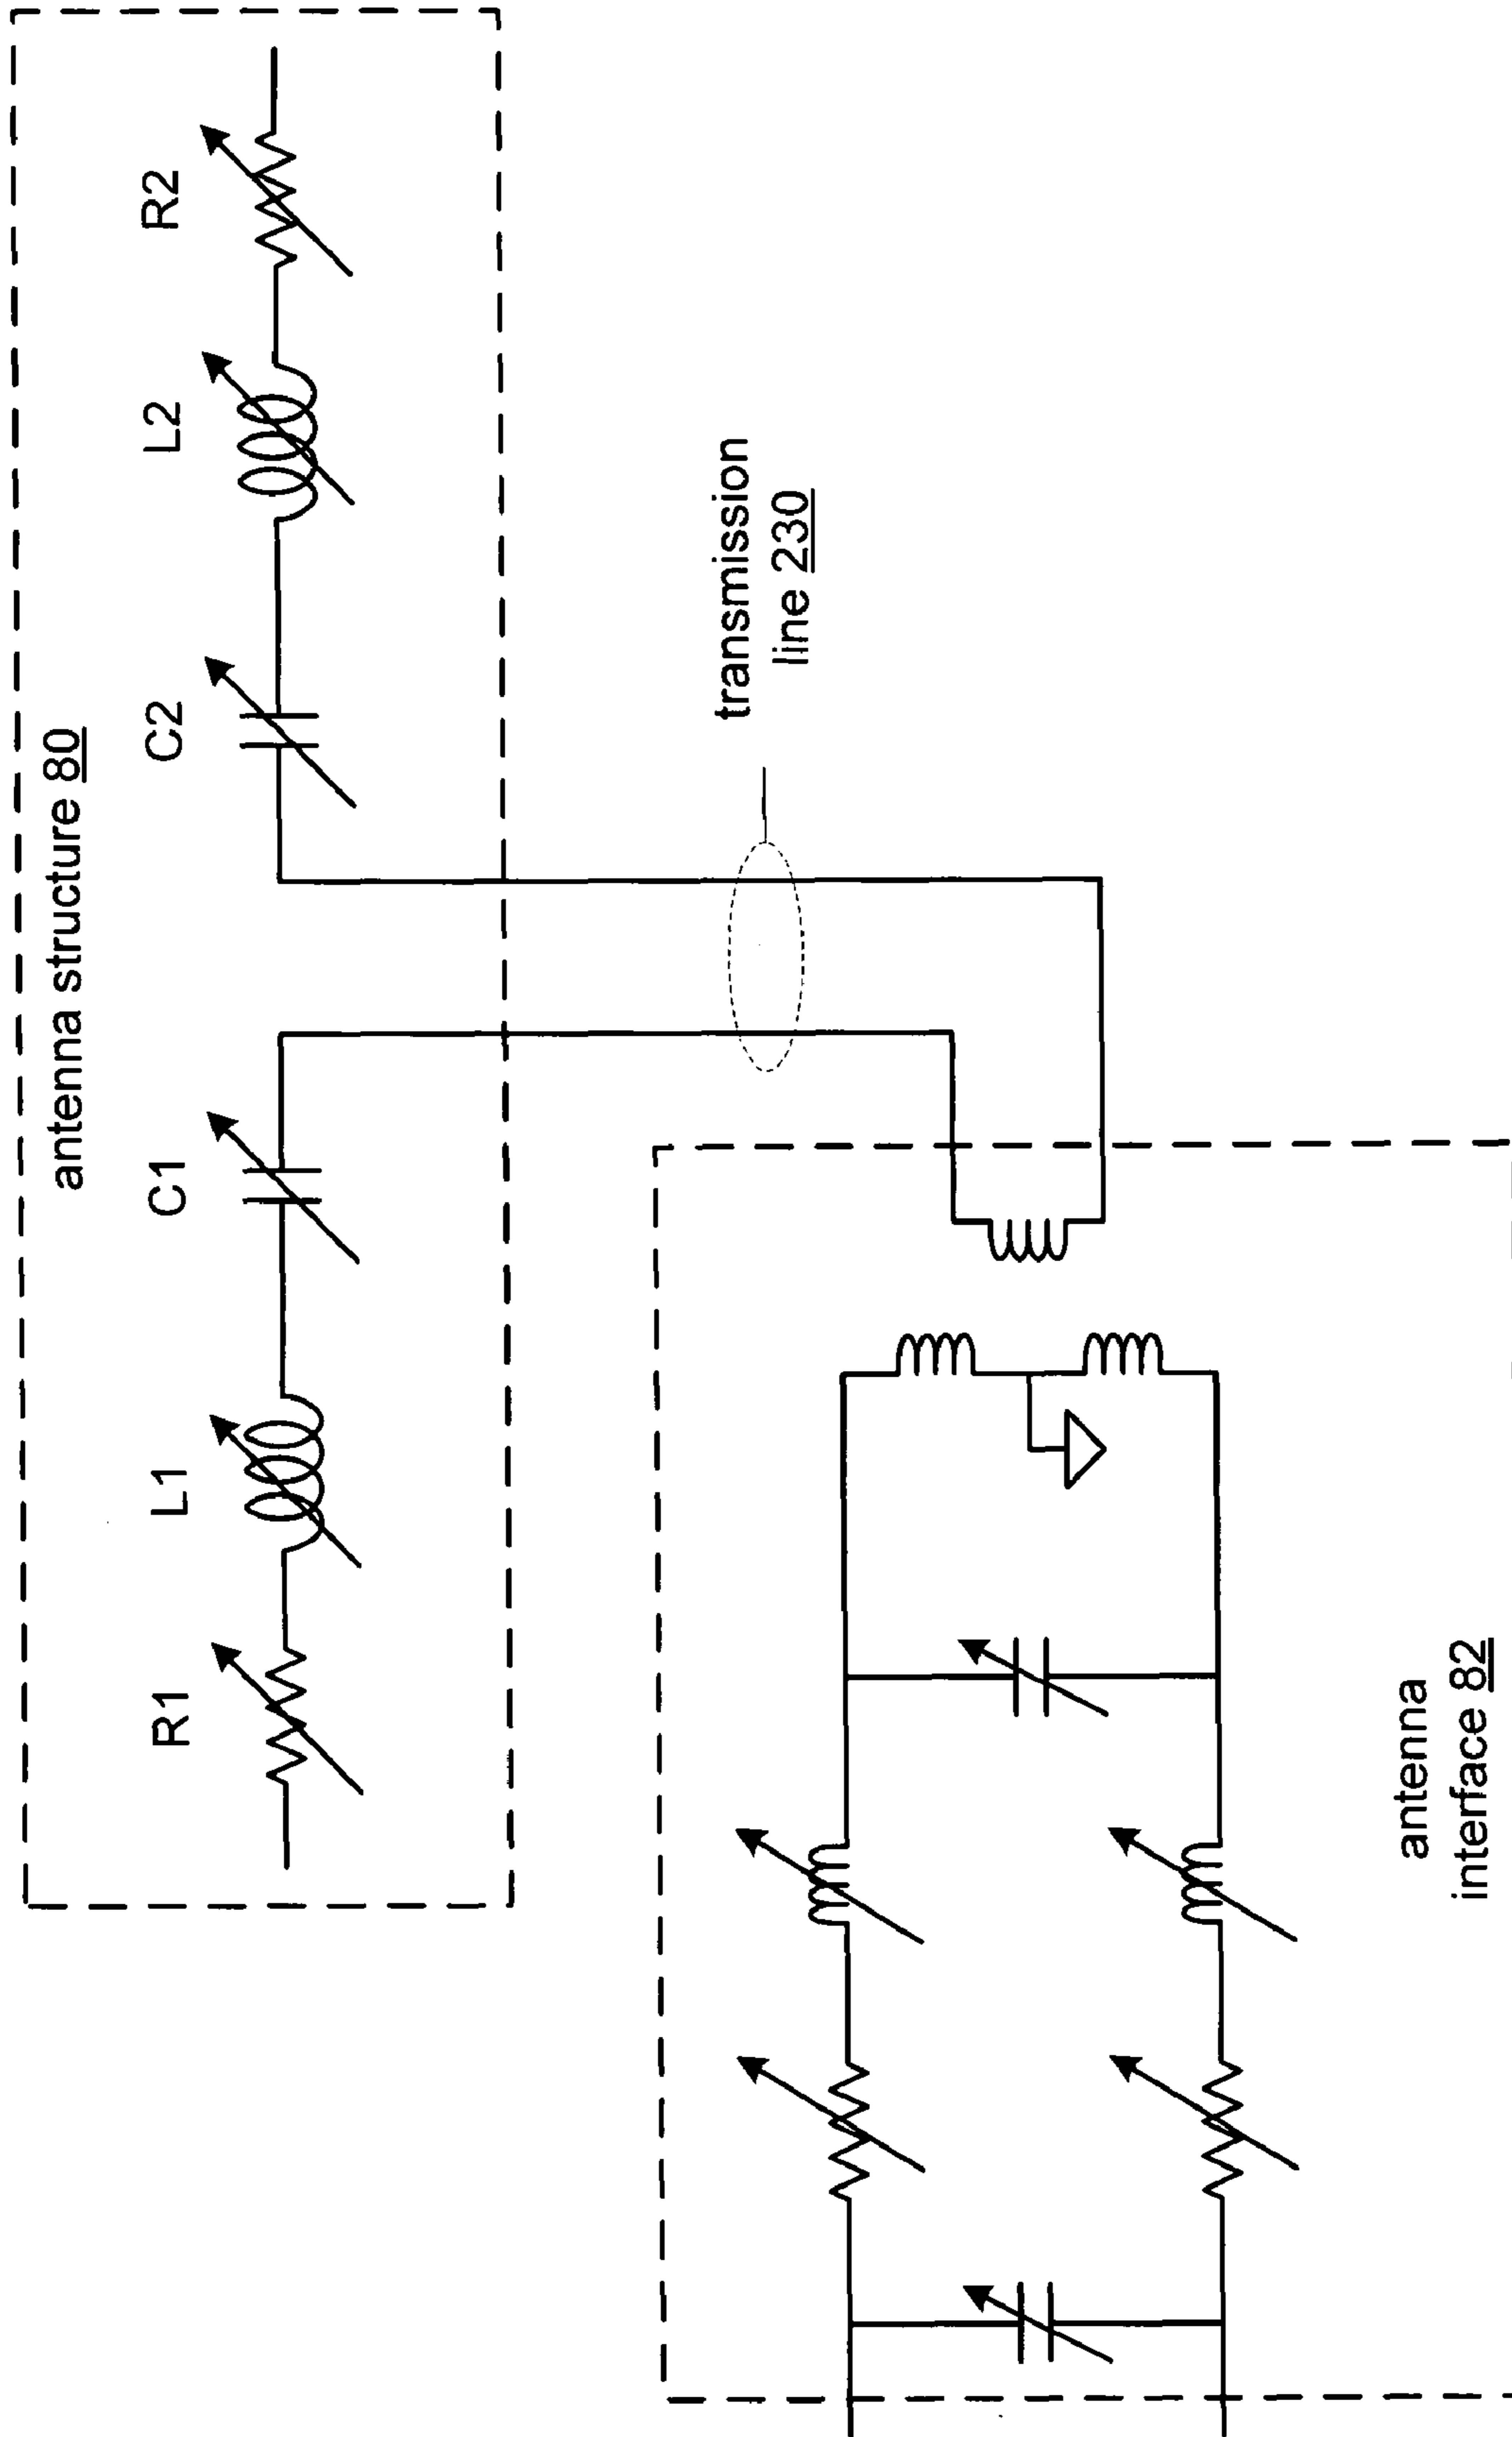 antenna structure 80
R1
L1
C1
C2
L2
R2
transmission
line 230
antenna
interface 82